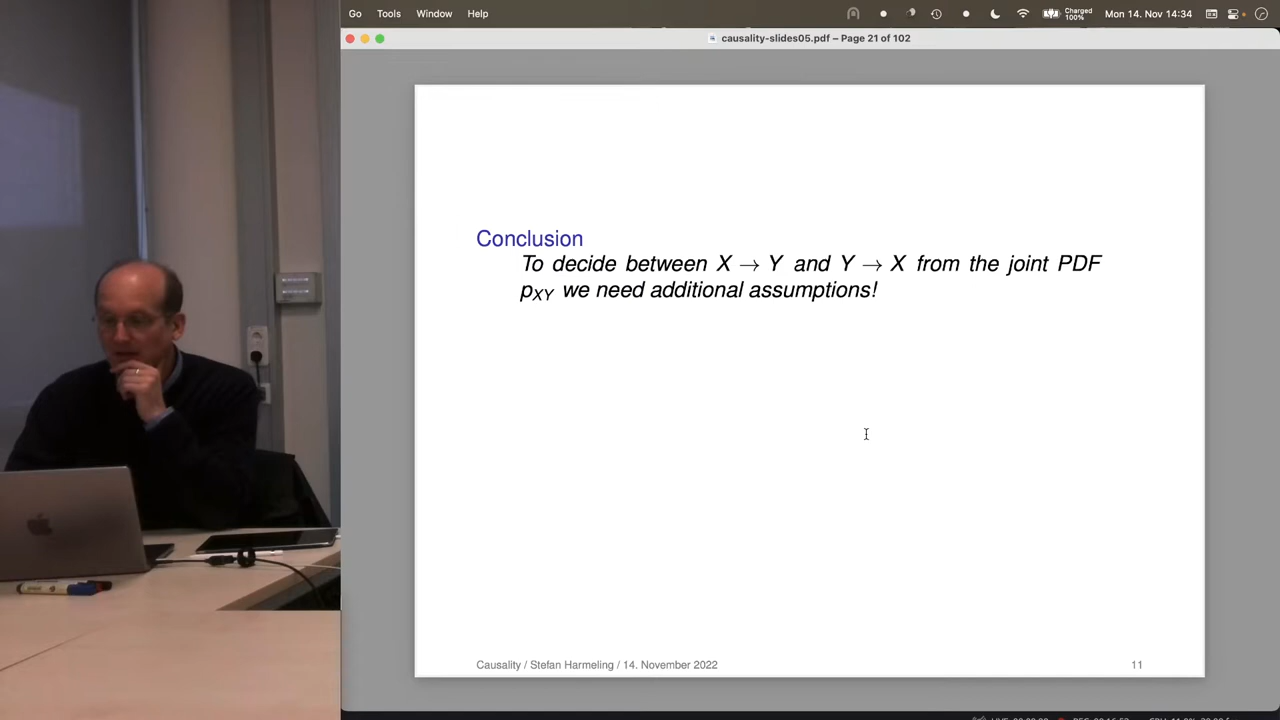 Go Tools Window Help
Charged
100%
Mon 14. Nov 14:34
causality-slides05.pdf – Page 21 of 102
Conclusion
To decide between X → Y and Y → X from the joint PDF
pXY we need additional assumptions!
Causality / Stefan Harmeling / 14. November 2022
11